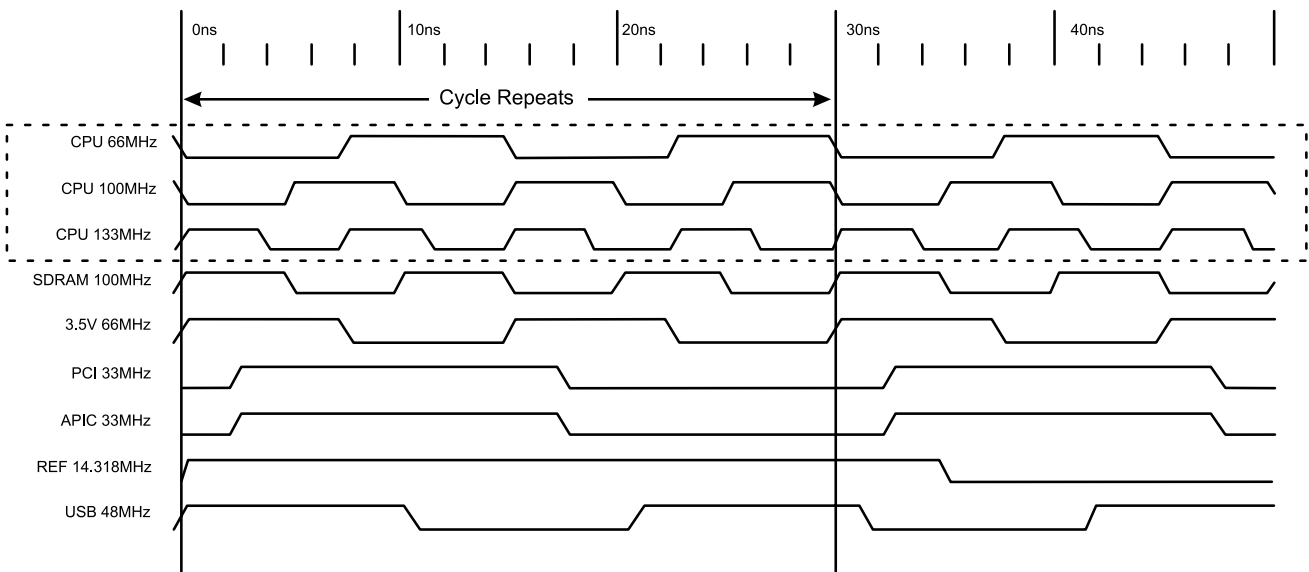 0ns 10ns 20ns 30ns 40ns
Cycle Repeats
CPU 66MHz
CPU 100MHz
CPU 133MHz
SDRAM 100MHz
3.5V 66MHz
PCI 33MHz
APIC 33MHz
REF 14.318MHz
USB 48MHz